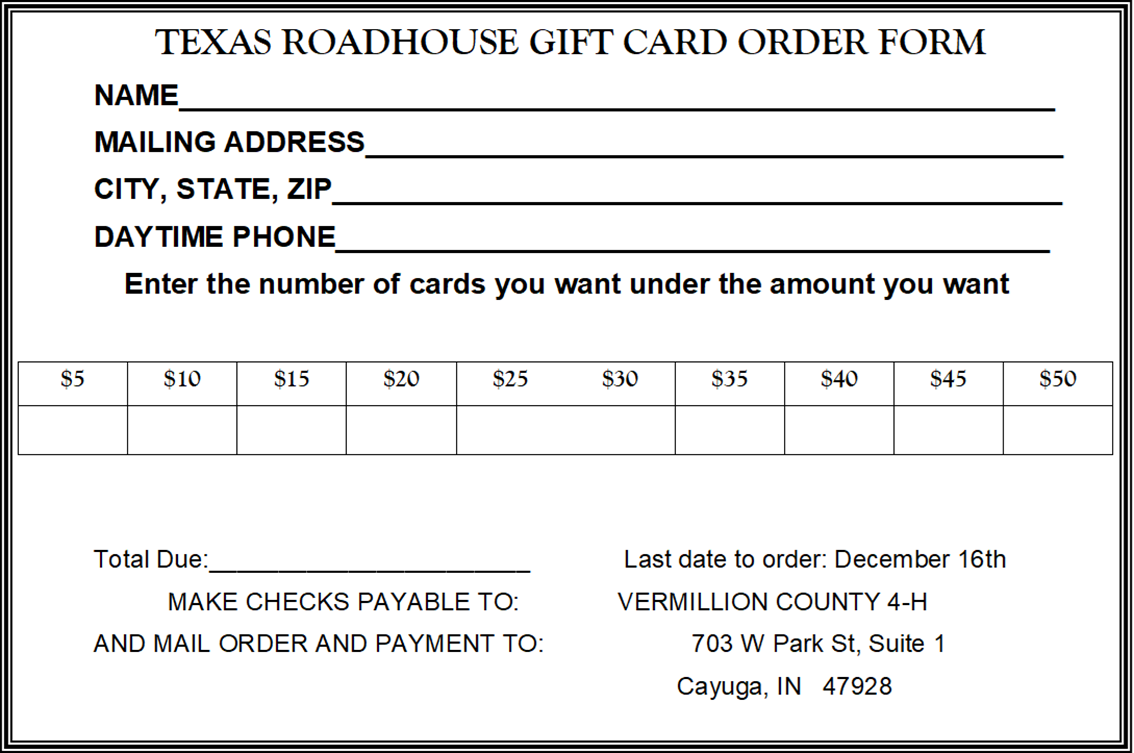 TEXAS ROADHOUSE GIFT CARD ORDER FORM
NAME
MAILING ADDRESS
CITY, STATE, ZIP
DAYTIME PHONE
Enter the number of cards you want under the amount you want
$5 $10 $15 $20 $25 $30 $35 $40 $45 $50
Total Due: Last date to order: December 16th
MAKE CHECKS PAYABLE TO: VERMILLION COUNTY 4-H
AND MAIL ORDER AND PAYMENT TO: 703 W Park St, Suite 1
Cayuga, IN 47928